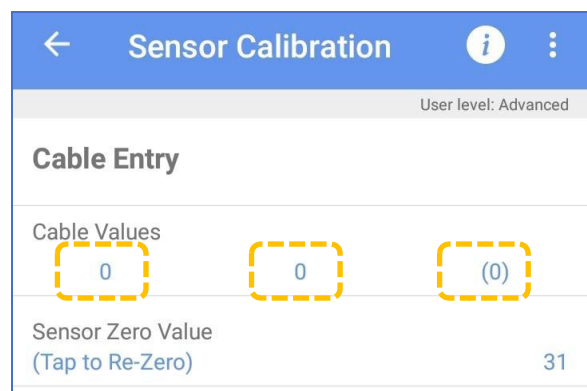 Sensor Calibration i
User level: Advanced
Cable Entry
Cable Values
0 0 (0)
Sensor Zero Value
(Tap to Re-Zero) 31